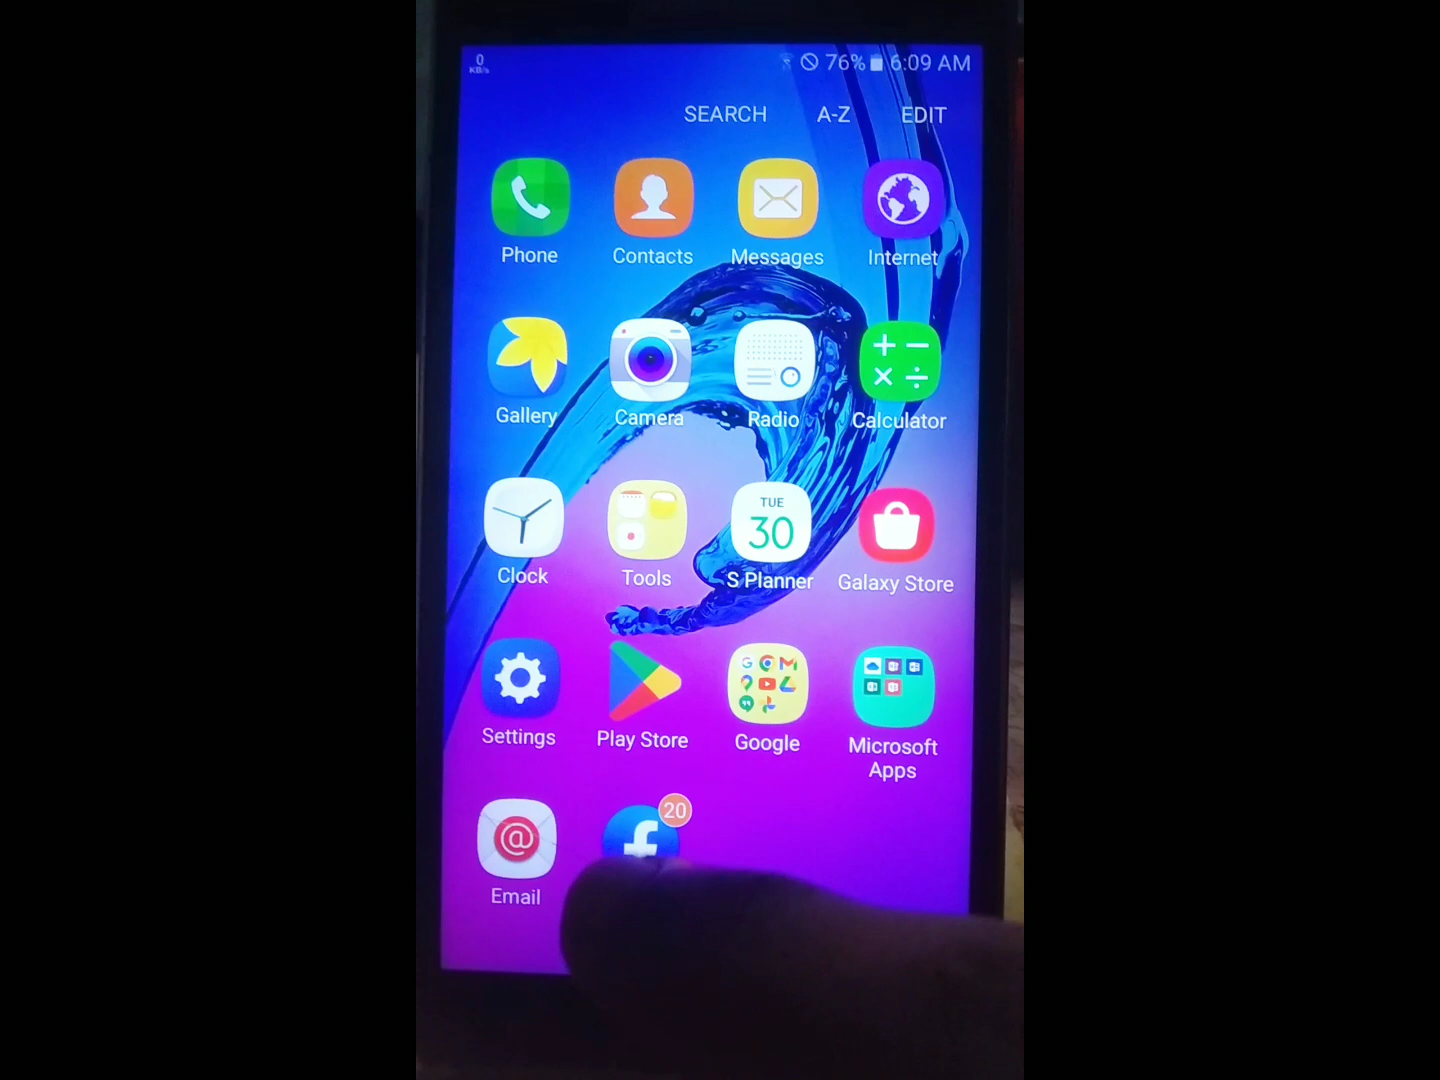 0
KB/s
76% 6:09 AM
SEARCH A-Z EDIT
Phone Contacts Messages Internet
Gallery Camera Radio Calculator
TUE
30
Clock Tools S Planner Galaxy Store
Settings Play Store Google Microsoft
Apps
20
Email